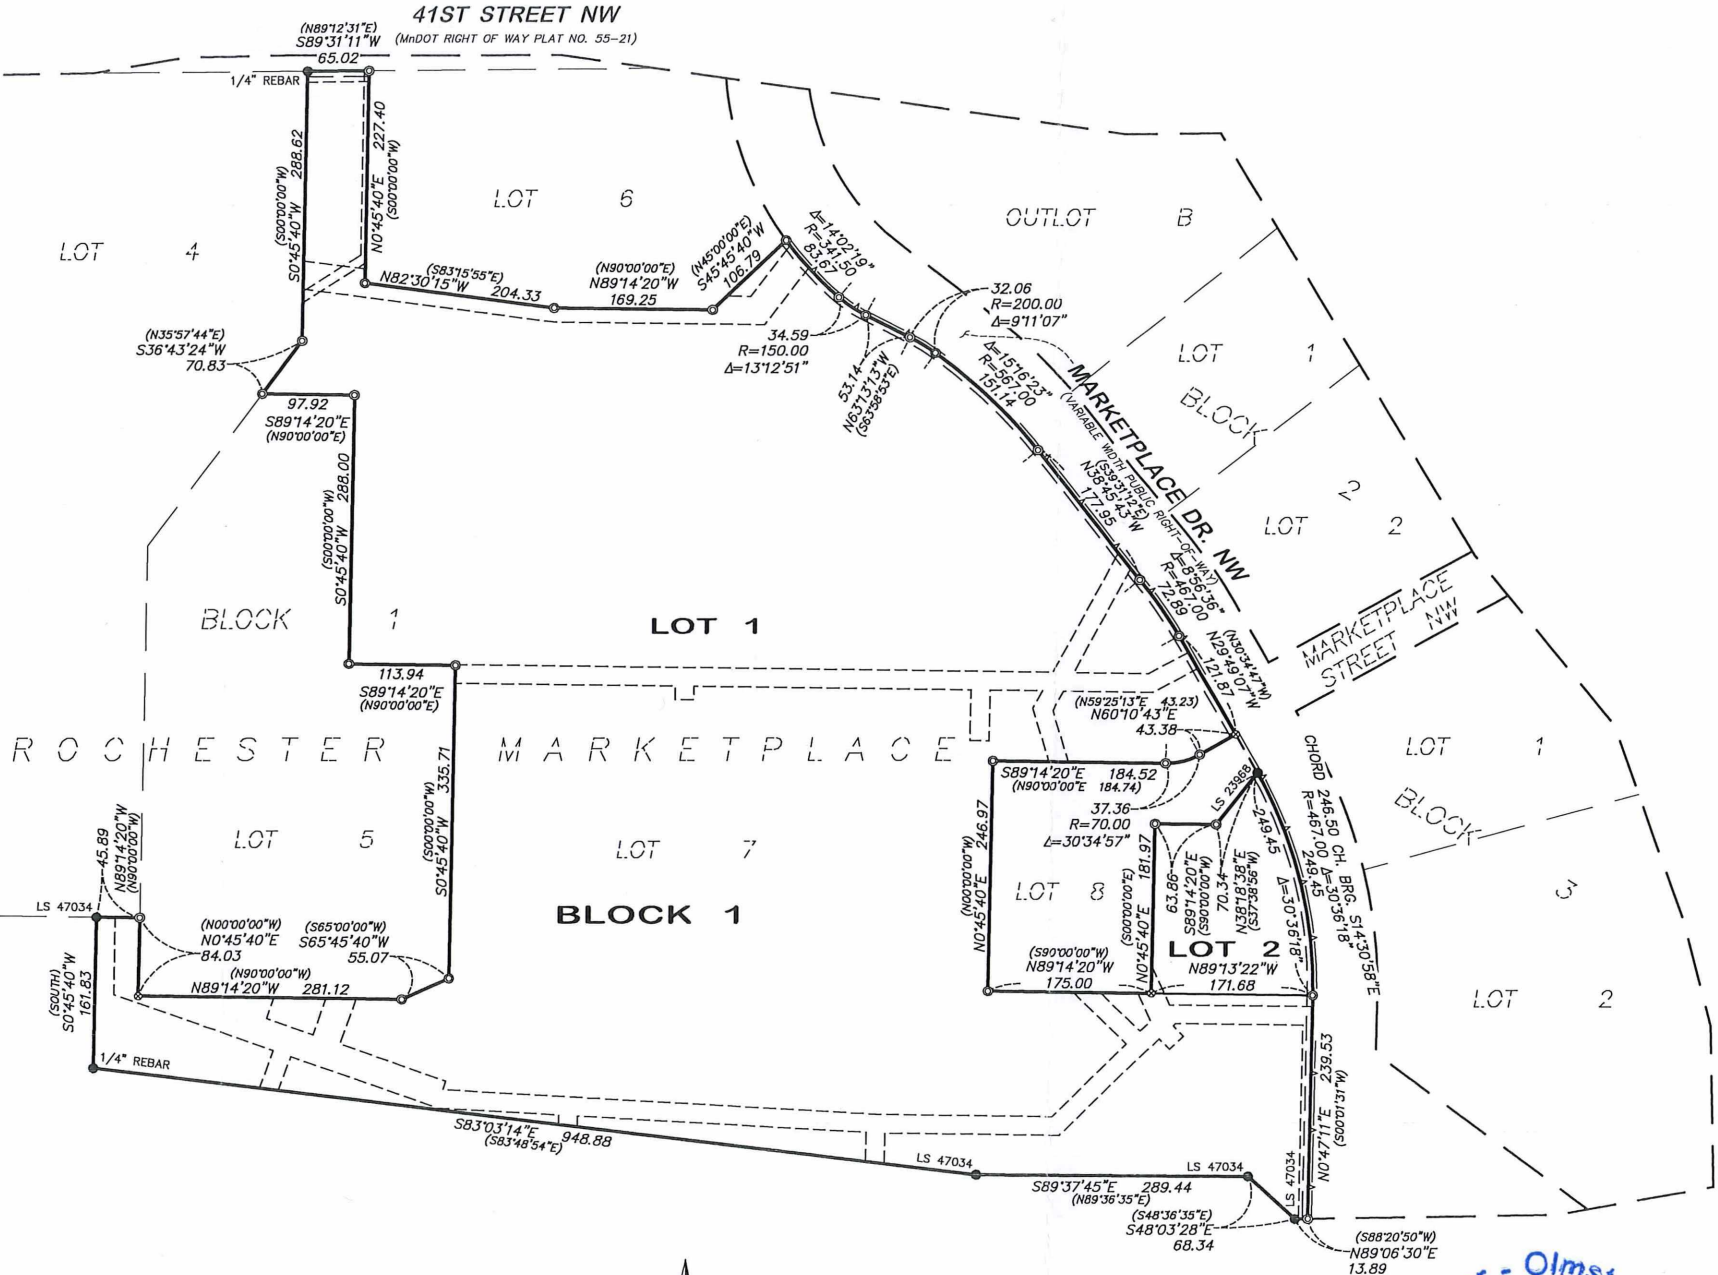 41ST STREET NW
(MnDOT RIGHT OF WAY PLAT NO. 55-21)
(N89°12'31"E)
S89°31'11"W
65.02
1/4" REBAR
(S00°00'00"W)
S0°45'40"W 288.62
N0°45'40"E 227.40
(S00°00'00"W)
LOT 4
LOT 6
OUTLOT B
(S83°15'55"E)
N82°30'15"W 204.33
(N90°00'00"E)
N89°14'20"W
169.25
(N45°00'00"E)
S45°45'40"W
106.79
Δ=14°02'19"
R=341.50
83.67
32.06
R=200.00
Δ=9°11'07"
34.59
R=150.00
Δ=13°12'51"
53.14
N63°13'13"W
(S63°58'53"E)
Δ=15°16'23"
R=567.00
151.14
MARKETPLACE DR. NW
(VARIABLE WIDTH PUBLIC RIGHT-OF-WAY)
(S39°31'12"E)
N38°45'43"W
177.95
Δ=8°56'36"
R=467.00
72.89
(N30°34'47"W)
N29°49'07"W
121.87
LOT 1
BLOCK
2
LOT 2
MARKETPLACE
STREET NW
(N35°57'44"E)
S36°43'24"W
70.83
97.92
S89°14'20"E
(N90°00'00"E)
(S00°00'00"W)
S0°45'40"W 288.00
BLOCK 1
LOT 1
113.94
S89°14'20"E
(N90°00'00"E)
(N59°25'13"E 43.23)
N60°10'43"E
43.38
ROCHESTER MARKETPLACE
S89°14'20"E 184.52
(N90°00'00"E 184.74)
37.36
R=70.00
Δ=30°34'57"
LS 23968
CHORD 246.50 CH. BRG. S14°30'58"E
R=467.00 Δ=30°36'18"
249.45
249.45
Δ=30°36'18"
LOT 1
BLOCK
3
LOT 2
(S00°00'00"W)
S0°45'40"W 335.71
LOT 5
LOT 7
LOT 8
(N00°00'00"W)
N0°45'40"E 246.97
(S00°00'00"E)
N0°45'40"E 181.97
63.86
S89°14'20"E
(S90°00'00"W)
70.34
N38°18'38"E
(S37°38'56"W)
45.89
N89°14'20"W
(N90°00'00"W)
LS 47034
(N00°00'00"W)
N0°45'40"E
84.03
(S65°00'00"W)
S65°45'40"W
55.07
(N90°00'00"W)
N89°14'20"W 281.12
BLOCK 1
(S90°00'00"W)
N89°14'20"W
175.00
LOT 2
N89°13'22"W
171.68
(SOUTH)
S0°45'40"W
161.83
1/4" REBAR
N0°47'11"E 239.53
(S00°01'31"W)
S83°03'14"E 948.88
(S83°48'54"E)
LS 47034
LS 47034
LS 47034
S89°37'45"E 289.44
(N89°36'35"E)
(S48°36'35"E)
S48°03'28"E
68.34
(S88°20'50"W)
N89°06'30"E
13.89